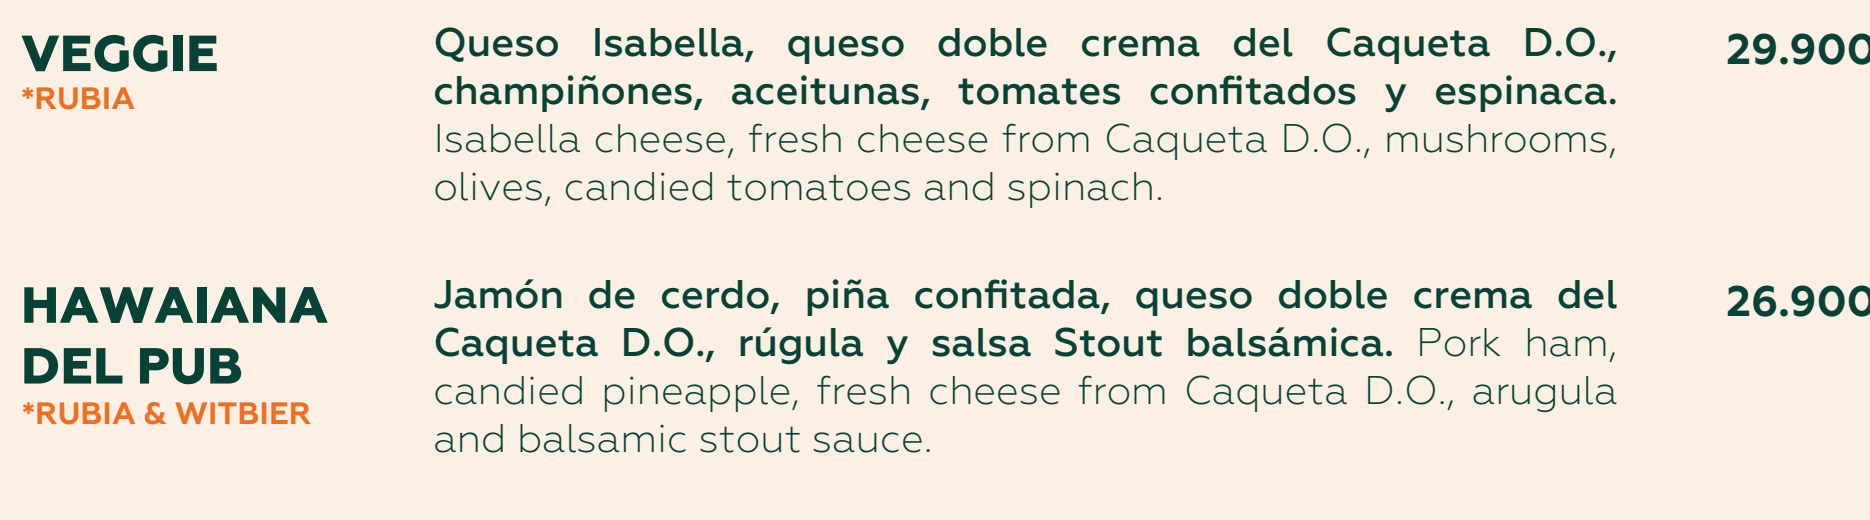 VEGGIE
*RUBIA
Queso Isabella, queso doble crema del Caqueta D.O.,
champiñones, aceitunas, tomates confitados y espinaca.
Isabella cheese, fresh cheese from Caqueta D.O., mushrooms,
olives, candied tomatoes and spinach.
29.900
HAWAIANA
DEL PUB
*RUBIA & WITBIER
Jamón de cerdo, piña confitada, queso doble crema del
Caqueta D.O., rúgula y salsa Stout balsámica. Pork ham,
candied pineapple, fresh cheese from Caqueta D.O., arugula
and balsamic stout sauce.
26.900